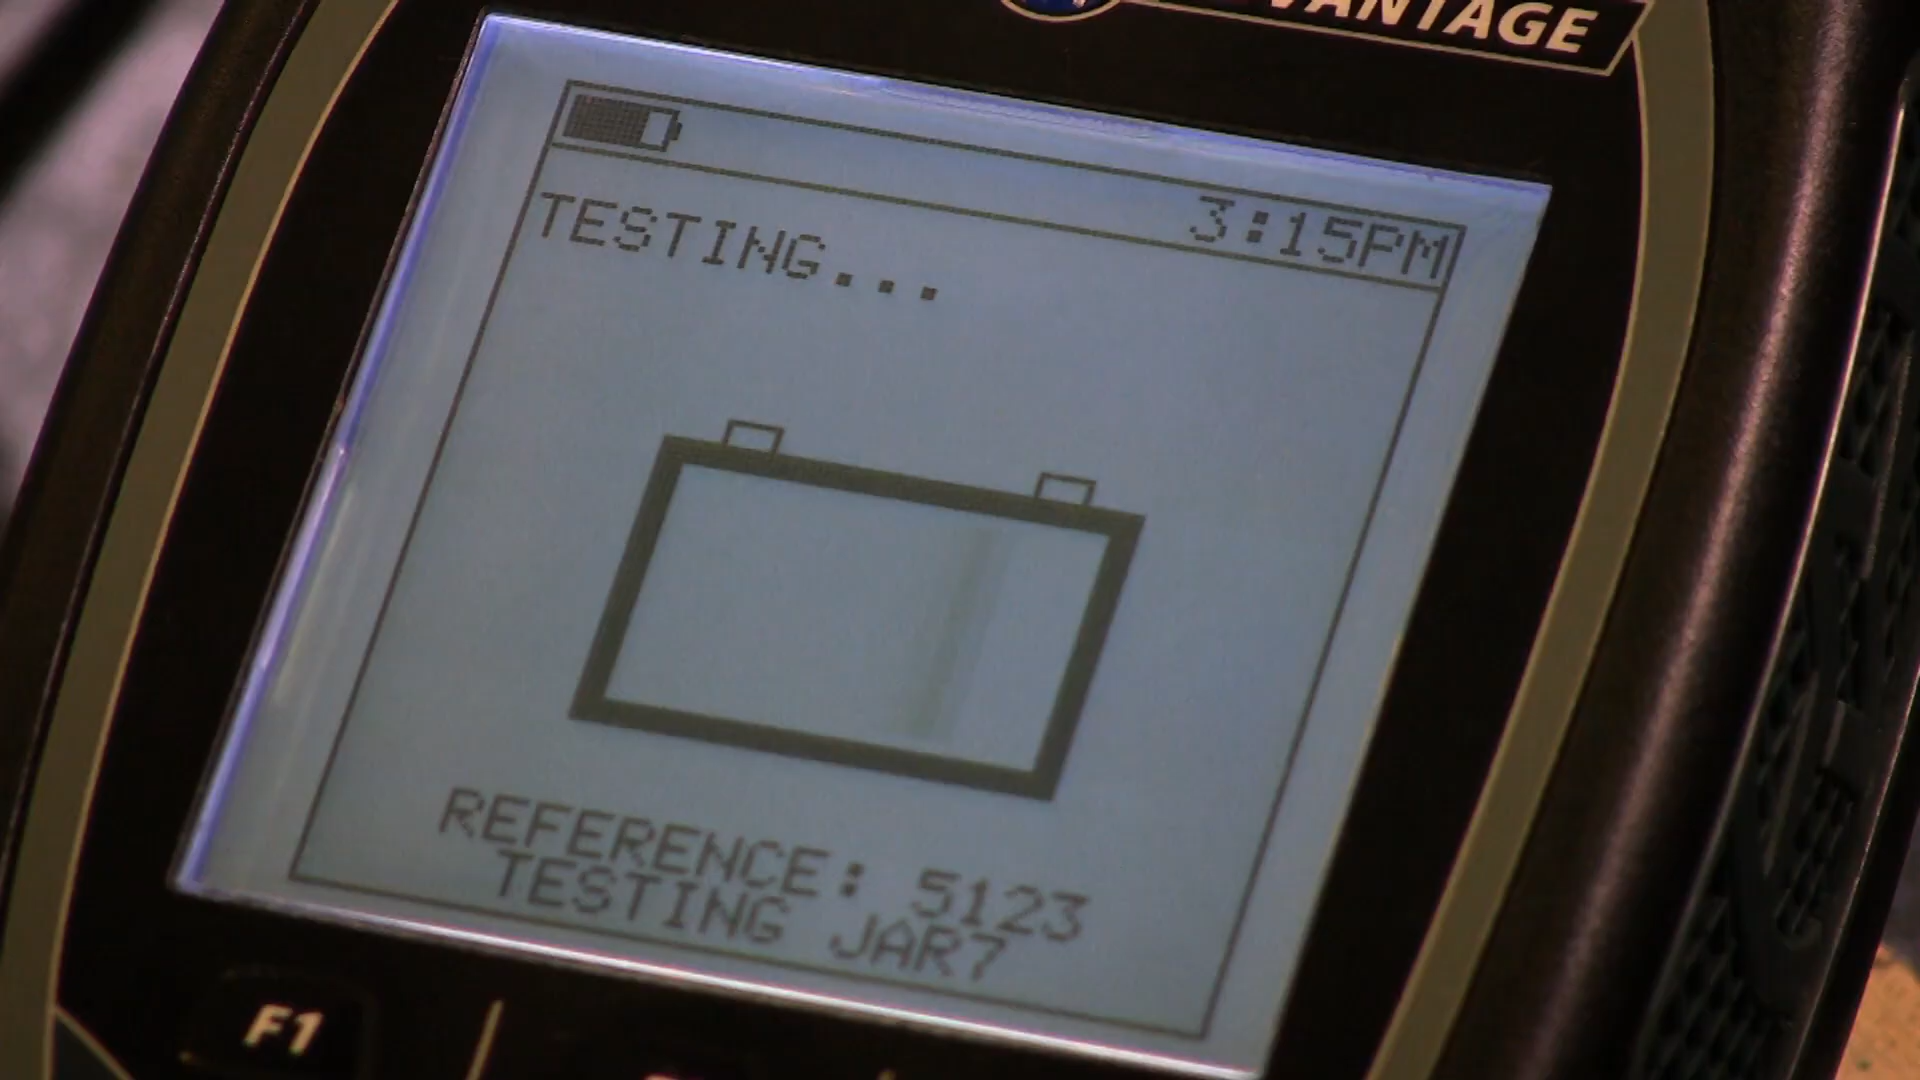 VANTAGE
3:15PM
TESTING...
REFERENCE: 5123
TESTING JAR7
F1